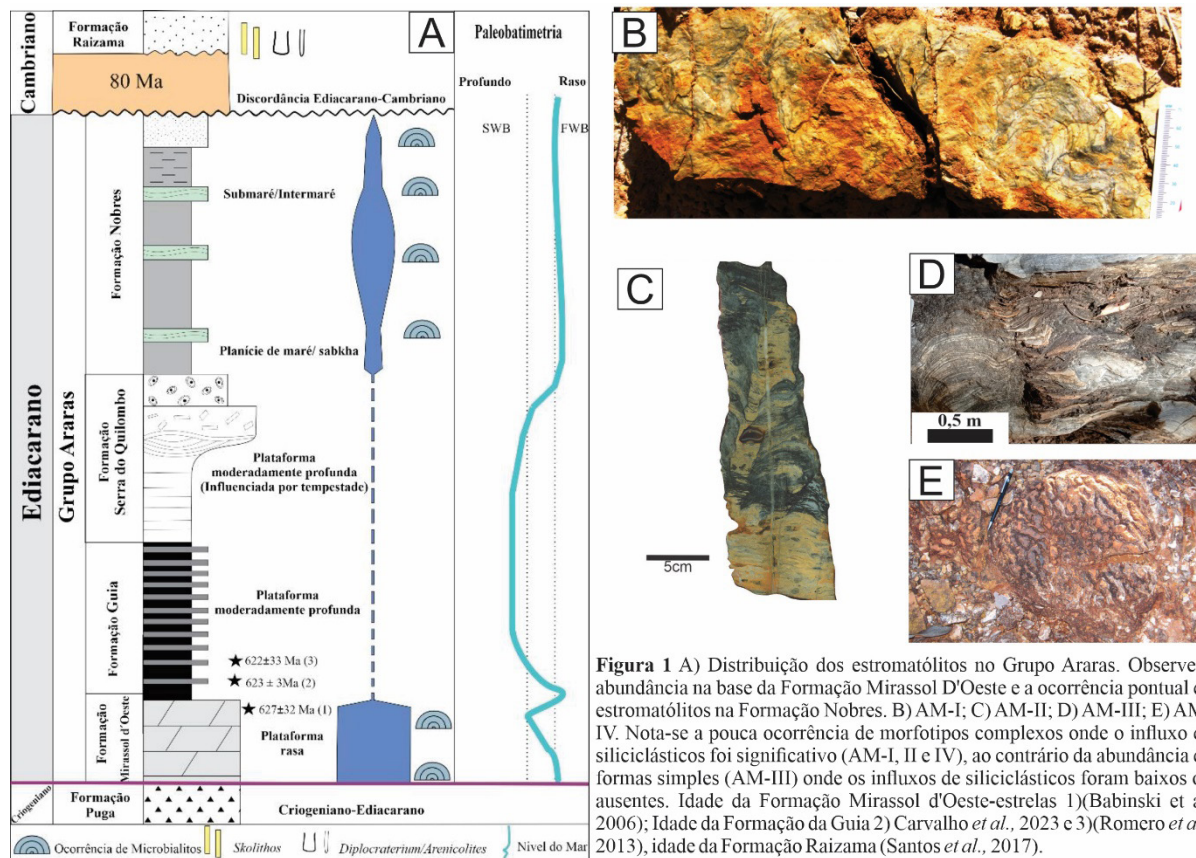 Formação
Raizama
A
Paleobatimetria
Cambriano
80 Ma
Discordância Ediacarano-Cambriano
Profundo
Raso
SWB
FWB
Ediacarano
Grupo Araras
Formação Nobres
Submaré/Intermaré
Planície de maré/ sabkha
Formação
Serra do Quilombo
Plataforma
moderadamente profunda
(Influenciada por tempestade)
Formação Guia
Plataforma
moderadamente profunda
622±33 Ma (3)
623 ± 3Ma (2)
Formação
Mirassol d'Oeste
627±32 Ma (1)
Plataforma
rasa
Criogeniano
Formação
Puga
Criogeniano-Ediacarano
Ocorrência de Microbialitos
Skolithos
Diplocraterium/Arenicolites
Nivel do Mar
B
C
5cm
D
0,5 m
E
Figura 1 A) Distribuição dos estromatólitos no Grupo Araras. Observe
abundância na base da Formação Mirassol D'Oeste e a ocorrência pontual
estromatólitos na Formação Nobres. B) AM-I; C) AM-II; D) AM-III; E) AM
IV. Nota-se a pouca ocorrência de morfotipos complexos onde o influxo
siliciclásticos foi significativo (AM-I, II e IV), ao contrário da abundância
formas simples (AM-III) onde os influxos de siliciclásticos foram baixos
ausentes. Idade da Formação Mirassol d'Oeste-estrelas 1)(Babinski et
2006); Idade da Formação da Guia 2) Carvalho et al., 2023 e 3)(Romero et
2013), idade da Formação Raizama (Santos et al., 2017).